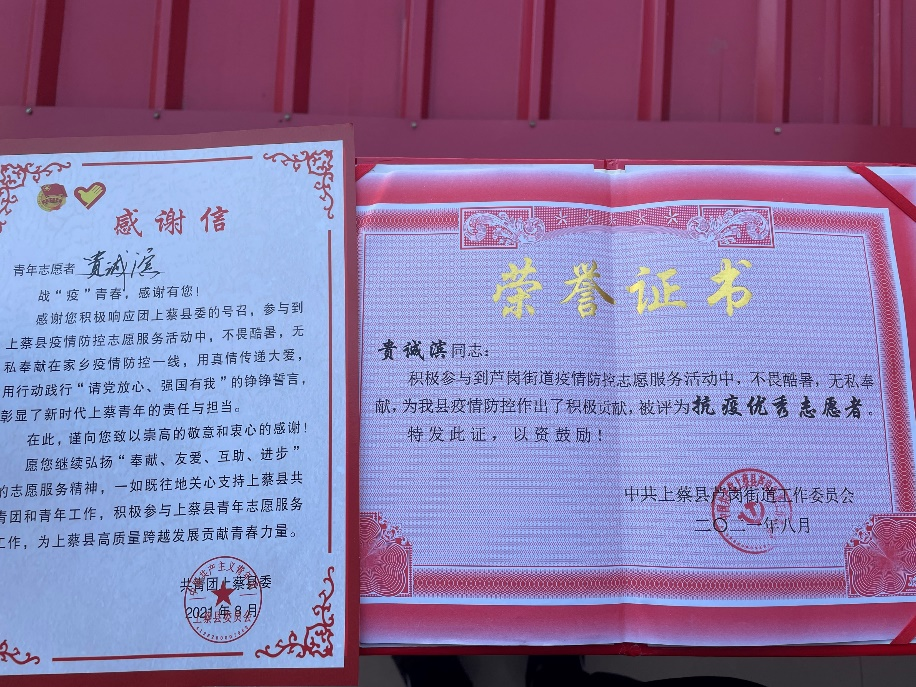 感谢信
青年志愿者 贵诚滨
战“疫”青春，感谢有您！
感谢您积极响应团上蔡县委的号召，参与到
上蔡县疫情防控志愿服务活动中，不畏酷暑，无
私奉献在家乡疫情防控一线，用真情传递大爱，
用行动践行“请党放心、强国有我”的铮铮誓言，
彰显了新时代上蔡青年的责任与担当。
在此，谨向您致以崇高的敬意和衷心的感谢！
愿您继续弘扬“奉献、友爱、互助、进步”
的志愿服务精神，一如既往地关心支持上蔡县共
青团和青年工作，积极参与上蔡县青年志愿服务
工作，为上蔡县高质量跨越发展贡献青春力量。
共青团上蔡县委
2021年8月
荣誉证书
贵诚滨同志：
积极参与到芦岗街道疫情防控志愿服务活动中，不畏酷暑，无私奉
献，为我县疫情防控作出了积极贡献，被评为抗疫优秀志愿者。
特发此证，以资鼓励！
中共上蔡县芦岗街道工作委员会
二〇二一年八月